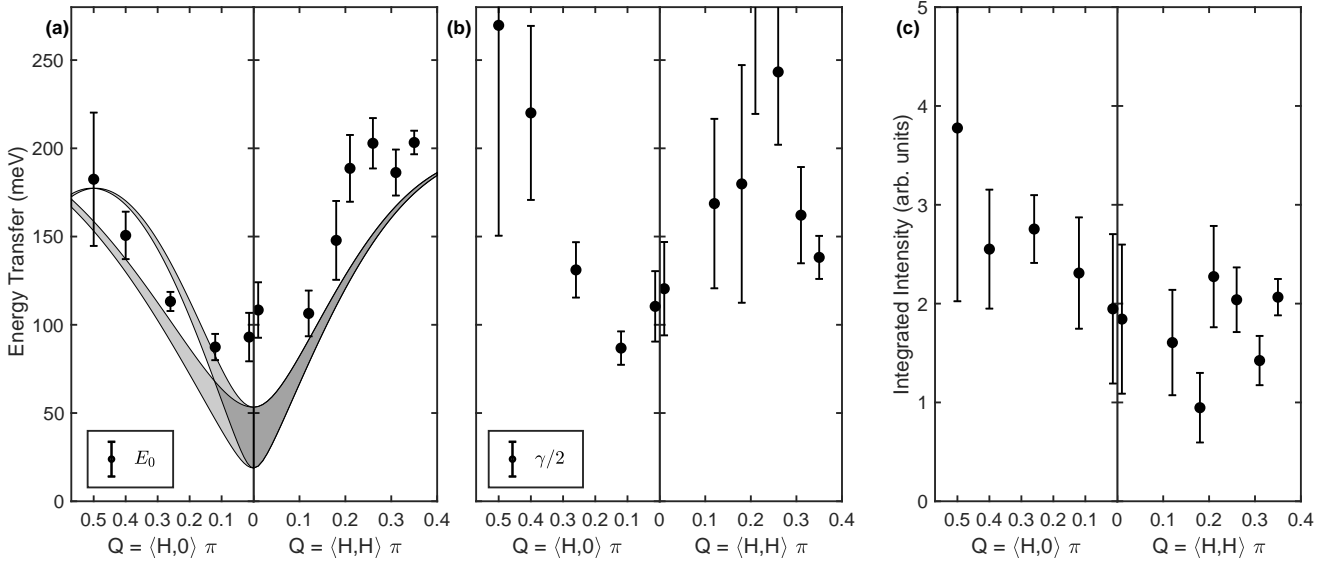 (a)
Energy Transfer (meV)
250
200
150
100
50
0
E₀
0.5 0.4 0.3 0.2 0.1 0 0.1 0.2 0.3 0.4
Q = ⟨H,0⟩ π
Q = ⟨H,H⟩ π
(b)
γ/2
0.5 0.4 0.3 0.2 0.1 0 0.1 0.2 0.3 0.4
Q = ⟨H,0⟩ π
Q = ⟨H,H⟩ π
(c)
Integrated Intensity (arb. units)
5
4
3
2
1
0
0.5 0.4 0.3 0.2 0.1 0 0.1 0.2 0.3 0.4
Q = ⟨H,0⟩ π
Q = ⟨H,H⟩ π